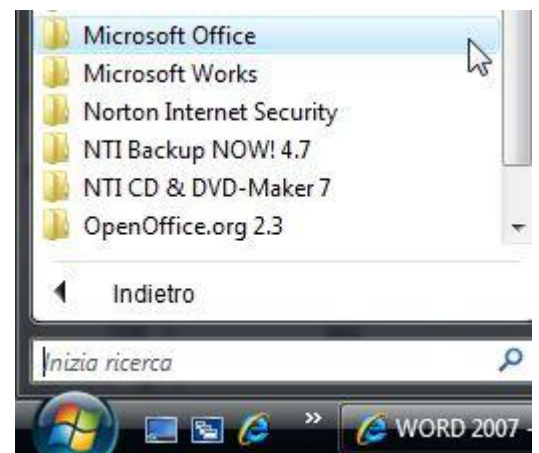 Microsoft Office
Microsoft Works
Norton Internet Security
NTI Backup NOW! 4.7
NTI CD & DVD-Maker 7
OpenOffice.org 2.3
Indietro
Inizia ricerca
» WORD 2007 -